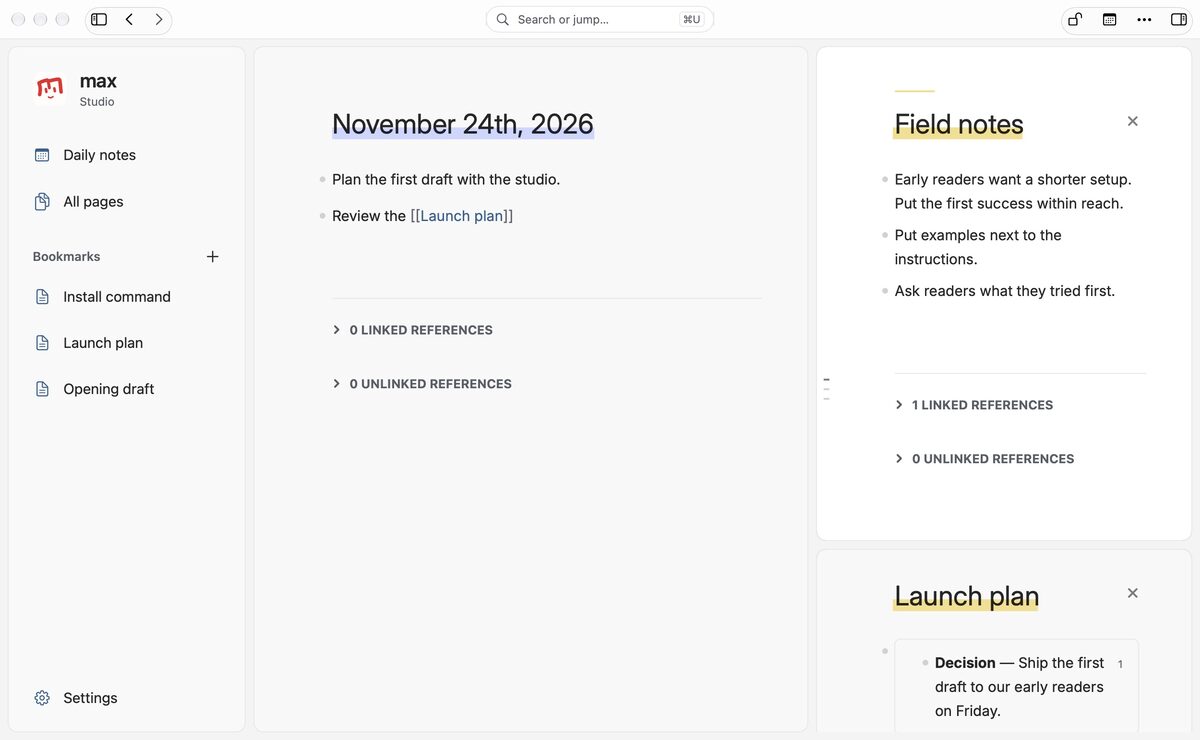 Search or jump... ⌘U
max
Studio
Daily notes
All pages
Bookmarks
Install command
Launch plan
Opening draft
Settings
November 24th, 2026
Plan the first draft with the studio.
Review the [[Launch plan]]
0 LINKED REFERENCES
0 UNLINKED REFERENCES
Field notes
Early readers want a shorter setup.
Put the first success within reach.
Put examples next to the
instructions.
Ask readers what they tried first.
1 LINKED REFERENCES
0 UNLINKED REFERENCES
Launch plan
Decision — Ship the first 1
draft to our early readers
on Friday.